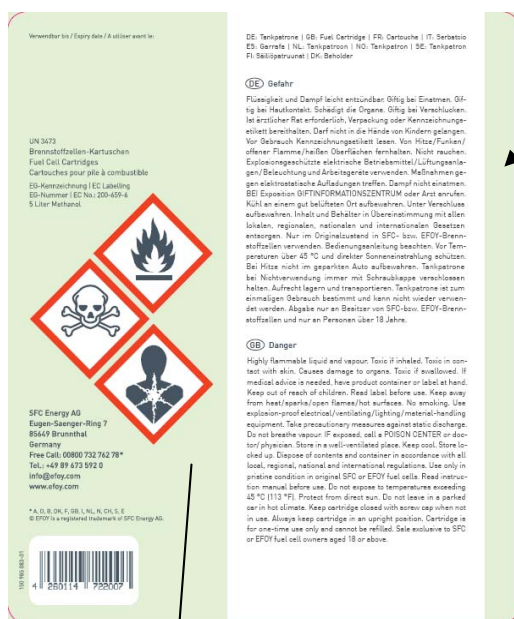 Verwendbar bis / Expiry date / A utiliser avant le:
UN 3473
Brennstoffzellen-Kartuschen
Fuel Cell Cartridges
Cartouches pour pile à combustible
EG-Kennzeichnung | EC Labelling
EG-Nummer | EC No.: 200-659-6
5 Liter Methanol
SFC Energy AG
Eugen-Saenger-Ring 7
85649 Brunnthal
Germany
Free Call: 00800 732 762 78*
Tel.: +49 89 673 592 0
info@efoy.com
www.efoy.com
* A, D, B, DK, F, GB, I, NL, N, CH, S, E
© EFOY is a registered trademark of SFC Energy AG.
150 905 083-01
4 260114 722007
DE: Tankpatrone | GB: Fuel Cartridge | FR: Cartouche | IT: Serbatoio
ES: Garrafa | NL: Tankpatroon | NO: Tankpatron | SE: Tankpatron
FI: Säiliöpatruunat | DK: Beholder
DE Gefahr
Flüssigkeit und Dampf leicht entzündbar. Giftig bei Einatmen. Gif-
tig bei Hautkontakt. Schädigt die Organe. Giftig bei Verschlucken.
Ist ärztlicher Rat erforderlich, Verpackung oder Kennzeichnungs-
etikett bereithalten. Darf nicht in die Hände von Kindern gelangen.
Vor Gebrauch Kennzeichnungsetikett lesen. Von Hitze/Funken/
offener Flamme/heißen Oberflächen fernhalten. Nicht rauchen.
Explosionsgeschützte elektrische Betriebsmittel/Lüftungsanla-
gen/Beleuchtung und Arbeitsgeräte verwenden. Maßnahmen ge-
gen elektrostatische Aufladungen treffen. Dampf nicht einatmen.
BEI Exposition GIFTINFORMATIONSZENTRUM oder Arzt anrufen.
Kühl an einem gut belüfteten Ort aufbewahren. Unter Verschluss
aufbewahren. Inhalt und Behälter in Übereinstimmung mit allen
lokalen, regionalen, nationalen und internationalen Gesetzen
entsorgen. Nur im Originalzustand in SFC- bzw. EFOY-Brenn-
stoffzellen verwenden. Bedienungsanleitung beachten. Vor Tem-
peraturen über 45 °C und direkter Sonneneinstrahlung schützen.
Bei Hitze nicht im geparkten Auto aufbewahren. Tankpatrone
bei Nichtverwendung immer mit Schraubkappe verschlossen
halten. Aufrecht lagern und transportieren. Tankpatrone ist zum
einmaligen Gebrauch bestimmt und kann nicht wieder verwen-
det werden. Abgabe nur an Besitzer von SFC-bzw. EFOY-Brenn-
stoffzellen und nur an Personen über 18 Jahre.
GB Danger
Highly flammable liquid and vapour. Toxic if inhaled. Toxic in con-
tact with skin. Causes damage to organs. Toxic if swallowed. If
medical advice is needed, have product container or label at hand.
Keep out of reach of children. Read label before use. Keep away
from heat/sparks/open flames/hot surfaces. No smoking. Use
explosion-proof electrical/ventilating/lighting/material-handling
equipment. Take precautionary measures against static discharge.
Do not breathe vapour. IF exposed, call a POISON CENTER or doc-
tor/ physician. Store in a well-ventilated place. Keep cool. Store lo-
cked up. Dispose of contents and container in accordance with all
local, regional, national and international regulations. Use only in
pristine condition in original SFC or EFOY fuel cells. Read instruc-
tion manual before use. Do not expose to temperatures exceeding
45 °C (113 °F). Protect from direct sun. Do not leave in a parked
car in hot climate. Keep cartridge closed with screw cap when not
in use. Always keep cartridge in an upright position. Cartridge is
for one-time use only and cannot be refilled. Sale exclusive to SFC
or EFOY fuel cell owners aged 18 or above.